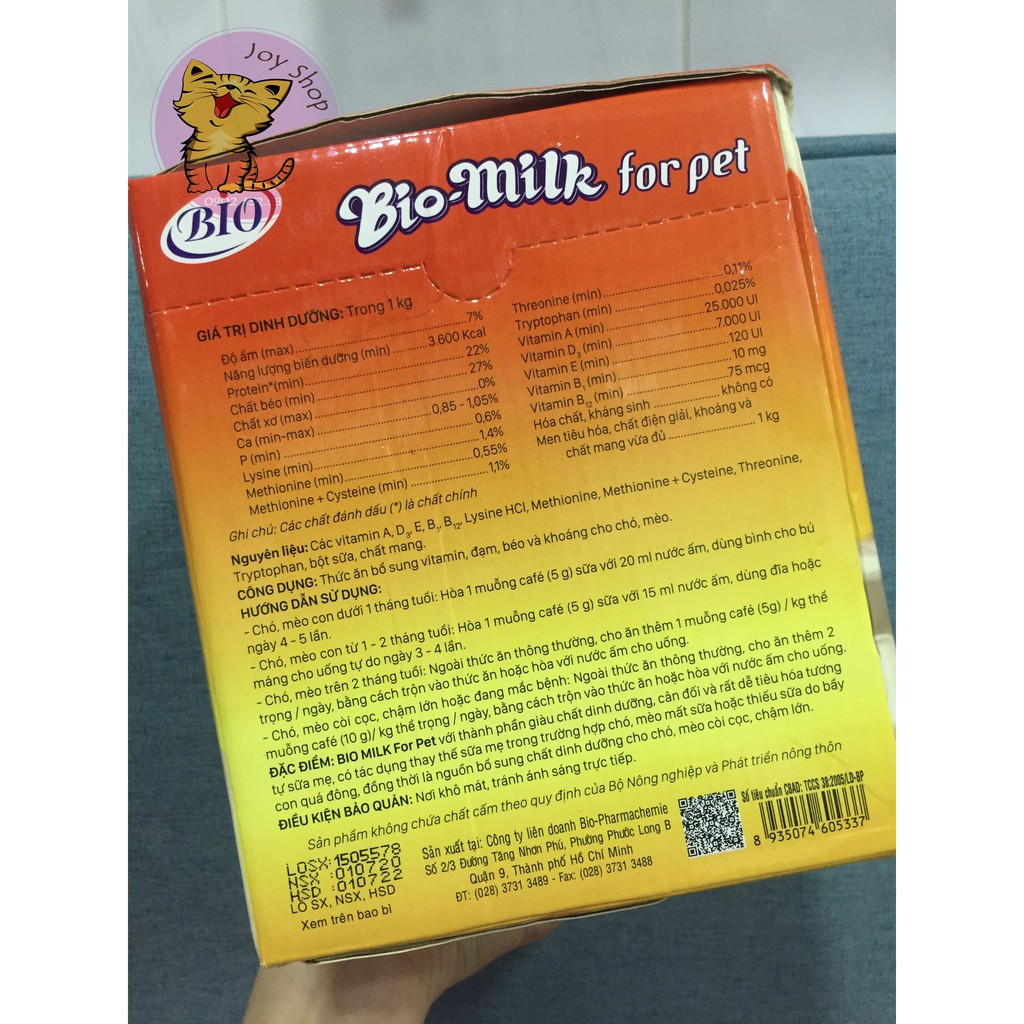 Joy Shop
BIO
Bio-Milk for pet
GIÁ TRỊ DINH DƯỠNG: Trong 1 kg
Độ ẩm (max) 7%
Năng lượng biến dưỡng (min) 3.600 Kcal
Protein*(min) 22%
Chất béo (min) 27%
Chất xơ (max) 0%
Ca (min-max) 0,85 - 1,05%
P (min) 0,6%
Lysine (min) 1,4%
Methionine (min) 0,55%
Methionine + Cysteine (min) 1,1%
Threonine (min) 0,11%
Tryptophan (min) 0,025%
Vitamin A (min) 25.000 UI
Vitamin D3 (min) 7.000 UI
Vitamin E (min) 120 UI
Vitamin B1 (min) 10 mg
Vitamin B12 (min) 75 mcg
Hóa chất, kháng sinh không có
Men tiêu hóa, chất điện giải, khoáng và
chất mang vừa đủ 1 kg
Ghi chú: Các chất đánh dấu (*) là chất chính
Nguyên liệu: Các vitamin A, D3, E, B1, B12, Lysine HCl, Methionine, Methionine + Cysteine, Threonine,
Tryptophan, bột sữa, chất mang.
CÔNG DỤNG: Thức ăn bổ sung vitamin, đạm, béo và khoáng cho chó, mèo.
HƯỚNG DẪN SỬ DỤNG:
- Chó, mèo con dưới 1 tháng tuổi: Hòa 1 muỗng café (5 g) sữa với 20 ml nước ấm, dùng bình cho bú
ngày 4 - 5 lần.
- Chó, mèo con từ 1 - 2 tháng tuổi: Hòa 1 muỗng café (5 g) sữa với 15 ml nước ấm, dùng đĩa hoặc
máng cho uống tự do ngày 3 - 4 lần.
- Chó, mèo trên 2 tháng tuổi: Ngoài thức ăn thông thường, cho ăn thêm 1 muỗng café (5g) / kg thể
trọng / ngày, bằng cách trộn vào thức ăn hoặc hòa với nước ấm cho uống.
- Chó, mèo còi cọc, chậm lớn hoặc đang mắc bệnh: Ngoài thức ăn thông thường, cho ăn thêm 2
muỗng café (10 g)/ kg thể trọng / ngày, bằng cách trộn vào thức ăn hoặc hòa với nước ấm cho uống.
ĐẶC ĐIỂM: BIO MILK For Pet với thành phần giàu chất dinh dưỡng, cân đối và rất dễ tiêu hóa tương
tự sữa mẹ, có tác dụng thay thế sữa mẹ trong trường hợp chó, mèo mất sữa hoặc thiếu sữa do bầy
con quá đông, đồng thời là nguồn bổ sung chất dinh dưỡng cho chó, mèo còi cọc, chậm lớn.
ĐIỀU KIỆN BẢO QUẢN: Nơi khô mát, tránh ánh sáng trực tiếp.
Sản phẩm không chứa chất cấm theo quy định của Bộ Nông nghiệp và Phát triển nông thôn
LOSX:1505578
NSX:010720
HSD:010722
LÔ SX, NSX, HSD
Xem trên bao bì
Sản xuất tại: Công ty liên doanh Bio-Pharmachemie
Số 2/3 Đường Tăng Nhơn Phú, Phường Phước Long B
Quận 9, Thành phố Hồ Chí Minh
ĐT: (028) 3731 3489 - Fax: (028) 3731 3488
Số tiêu chuẩn CBAD: TCCS 38:2005/LD-BP
8 935074 605337